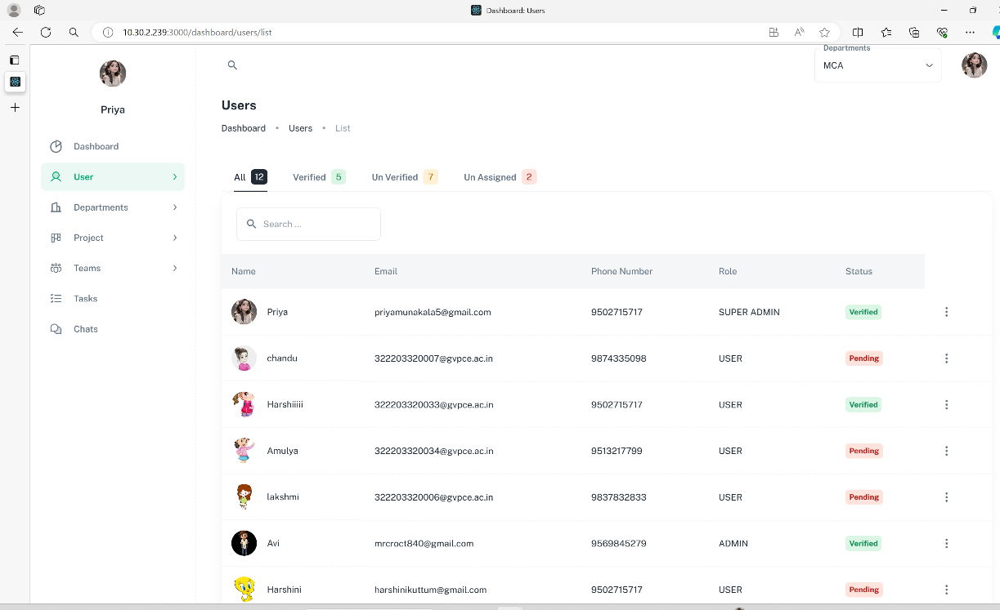 Dashboard: Users
10.30.2.239:3000/dashboard/users/list
Departments
MCA
Priya
Dashboard
User
Departments
Project
Teams
Tasks
Chats
Users
Dashboard • Users • List
All 12 Verified 5 Un Verified 7 Un Assigned 2
Search ...
Name Email Phone Number Role Status
Priya priyamunakala5@gmail.com 9502715717 SUPER ADMIN Verified
chandu 322203320007@gvpce.ac.in 9874335098 USER Pending
Harshiiiii 322203320033@gvpce.ac.in 9502715717 USER Verified
Amulya 322203320034@gvpce.ac.in 9513217799 USER Pending
lakshmi 322203320006@gvpce.ac.in 9837832833 USER Pending
Avi mrcroct840@gmail.com 9569845279 ADMIN Verified
Harshini harshinikuttum@gmail.com 9502715717 USER Pending